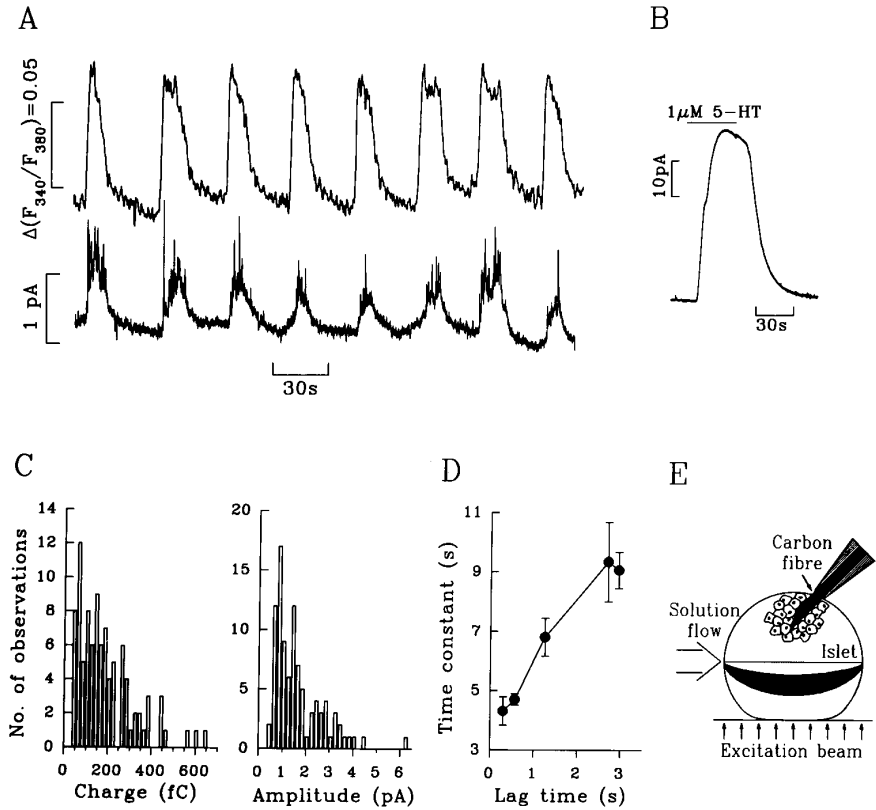 A
Δ(F340/F380)=0.05
1 pA
30s
B
1μM 5-HT
10pA
30s
C
No. of observations
14
12
10
8
6
4
2
0
0 200 400 600
Charge (fC)
20
15
10
5
0
0 1 2 3 4 5 6
Amplitude (pA)
D
Time constant (s)
11
9
7
5
3
0 1 2 3
Lag time (s)
E
Carbon
fibre
Solution
flow
Islet
Excitation beam